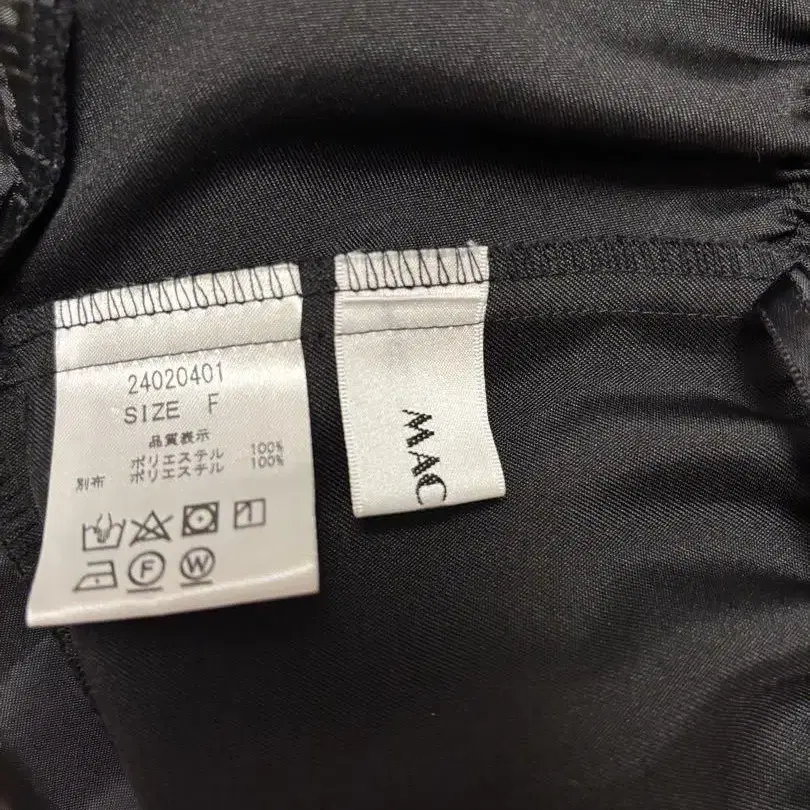 24020401
SIZE F
品質表示
ポリエステル 100%
別布 ポリエステル 100%
F W
MAC